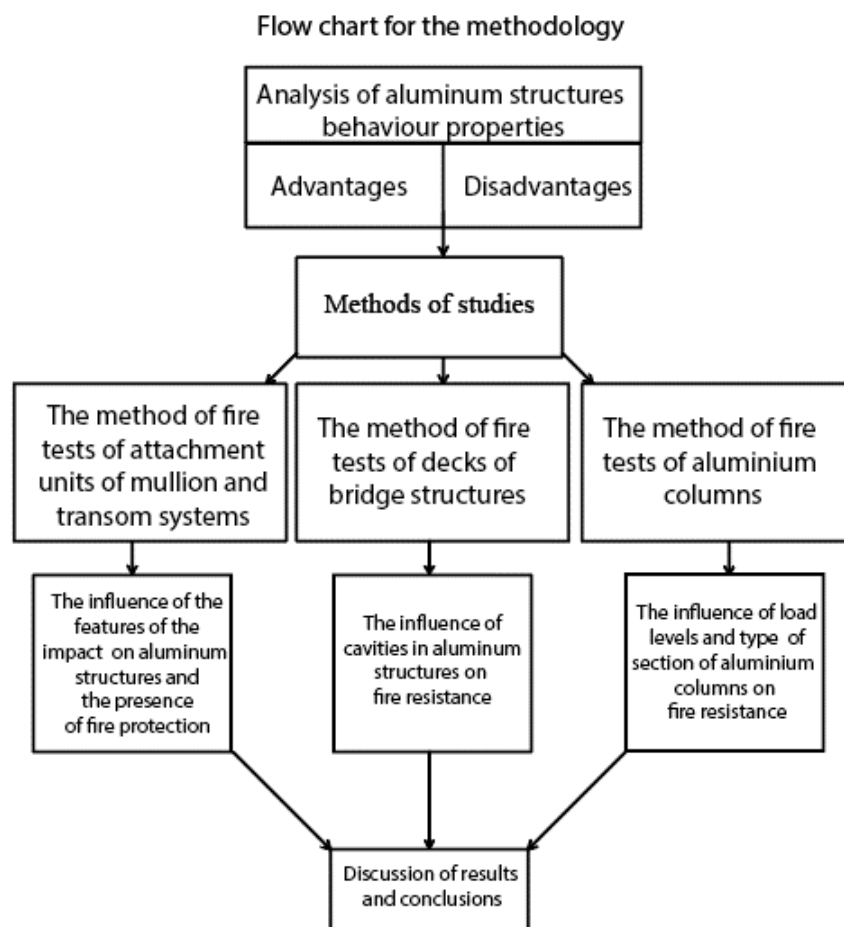 Flow chart for the methodology
Analysis of aluminum structures
behaviour properties
Advantages
Disadvantages
Methods of studies
The method of fire
tests of attachment
units of mullion and
transom systems
The method of fire
tests of decks of
bridge structures
The method of fire
tests of aluminium
columns
The influence of the
features of the
impact on aluminum
structures and
the presence
of fire protection
The influence of
cavities in aluminum
structures on
fire resistance
The influence of load
levels and type of
section of aluminium
columns on
fire resistance
Discussion of results
and conclusions